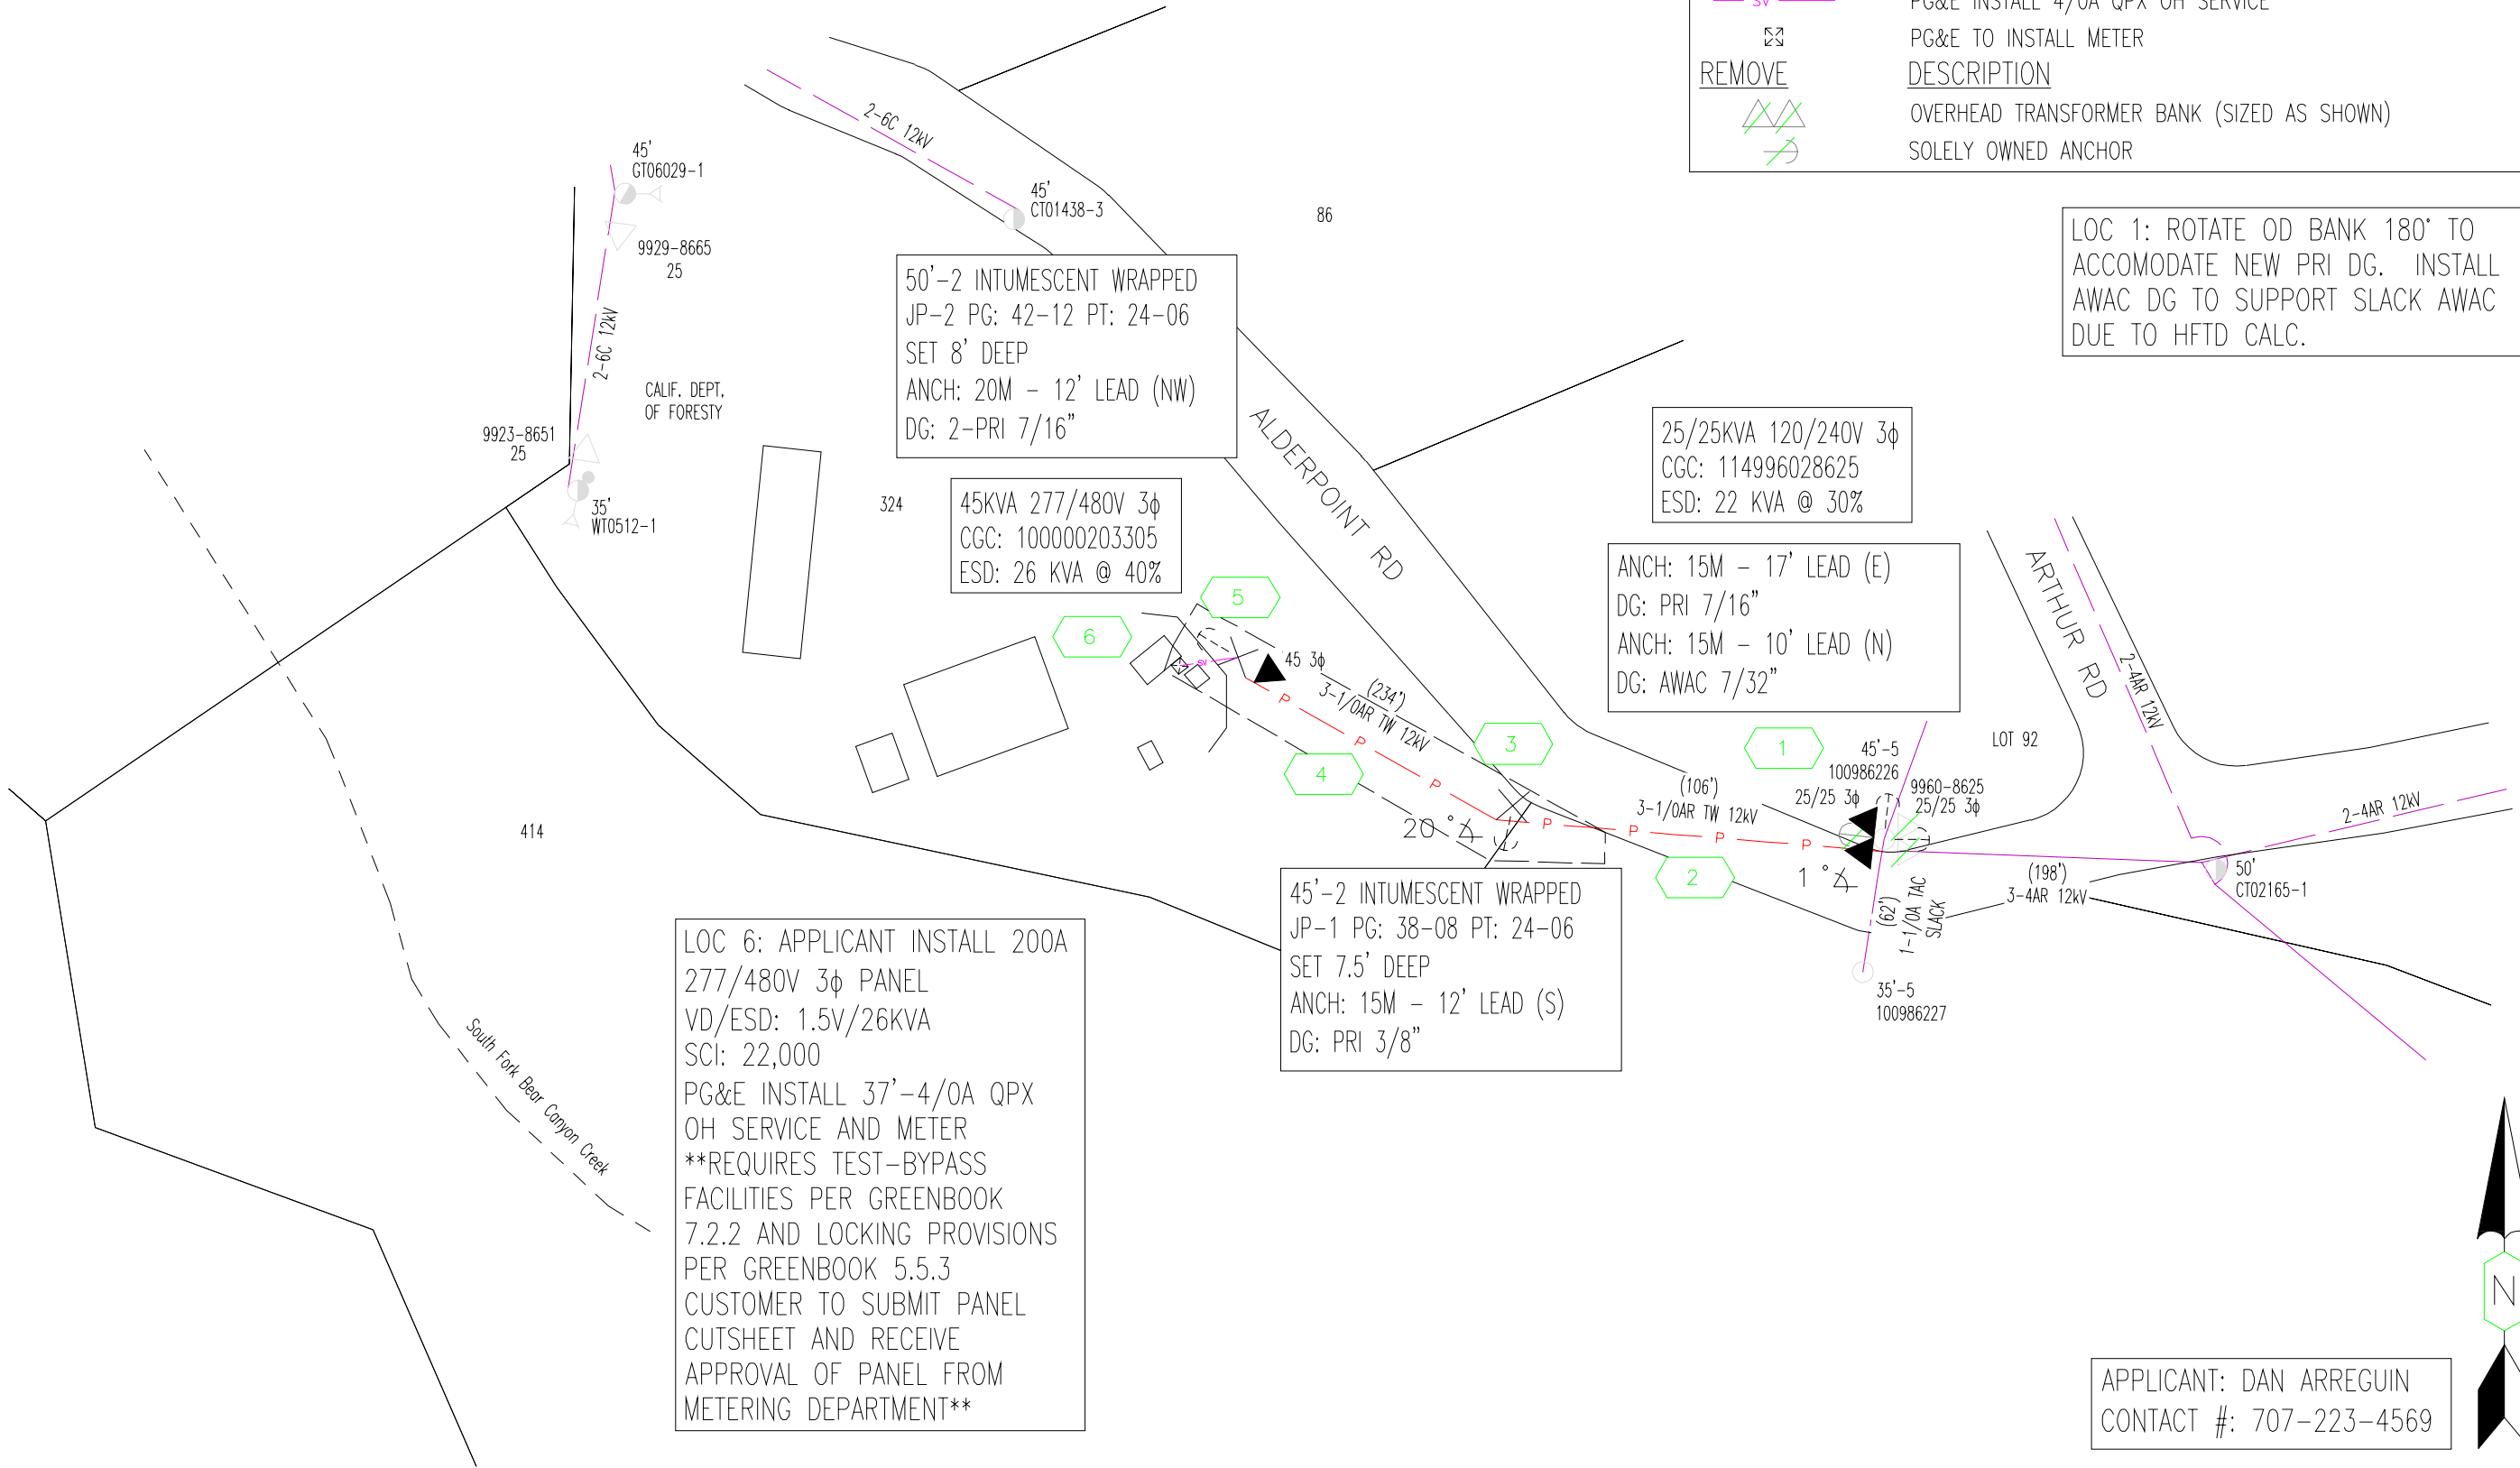 SV
PG&E INSTALL 4/0A QPX OH SERVICE
PG&E TO INSTALL METER
REMOVE
DESCRIPTION
OVERHEAD TRANSFORMER BANK (SIZED AS SHOWN)
SOLELY OWNED ANCHOR
LOC 1: ROTATE OD BANK 180° TO
ACCOMODATE NEW PRI DG. INSTALL
AWAC DG TO SUPPORT SLACK AWAC
DUE TO HFTD CALC.
2-6C 12kV
45'
GT06029-1
9929-8665
25
2-6C 12kV
45'
CT01438-3
86
CALIF. DEPT,
OF FORESTY
9923-8651
25
35'
WT0512-1
324
50'-2 INTUMESCENT WRAPPED
JP-2 PG: 42-12 PT: 24-06
SET 8' DEEP
ANCH: 20M - 12' LEAD (NW)
DG: 2-PRI 7/16"
45KVA 277/480V 3ϕ
CGC: 100000203305
ESD: 26 KVA @ 40%
ALDERPOINT RD
25/25KVA 120/240V 3ϕ
CGC: 114996028625
ESD: 22 KVA @ 30%
ANCH: 15M - 17' LEAD (E)
DG: PRI 7/16"
ANCH: 15M - 10' LEAD (N)
DG: AWAC 7/32"
ARTHUR RD
2-4AR 12kV
5
6
SV
45 3ϕ
(234')
3-1/0AR TW 12kV
P
P
P
3
4
20°
(106')
3-1/0AR TW 12kV
P
P
P
P
1
45'-5
100986226
25/25 3ϕ
9960-8625
25/25 3ϕ
LOT 92
2
1°
(62')
1-1/0A TAC
SLACK
(198')
3-4AR 12kV
2-4AR 12kV
50'
CT02165-1
35'-5
100986227
414
South Fork Bear Canyon Creek
45'-2 INTUMESCENT WRAPPED
JP-1 PG: 38-08 PT: 24-06
SET 7.5' DEEP
ANCH: 15M - 12' LEAD (S)
DG: PRI 3/8"
LOC 6: APPLICANT INSTALL 200A
277/480V 3ϕ PANEL
VD/ESD: 1.5V/26KVA
SCI: 22,000
PG&E INSTALL 37'-4/0A QPX
OH SERVICE AND METER
**REQUIRES TEST-BYPASS
FACILITIES PER GREENBOOK
7.2.2 AND LOCKING PROVISIONS
PER GREENBOOK 5.5.3
CUSTOMER TO SUBMIT PANEL
CUTSHEET AND RECEIVE
APPROVAL OF PANEL FROM
METERING DEPARTMENT**
N
APPLICANT: DAN ARREGUIN
CONTACT #: 707-223-4569